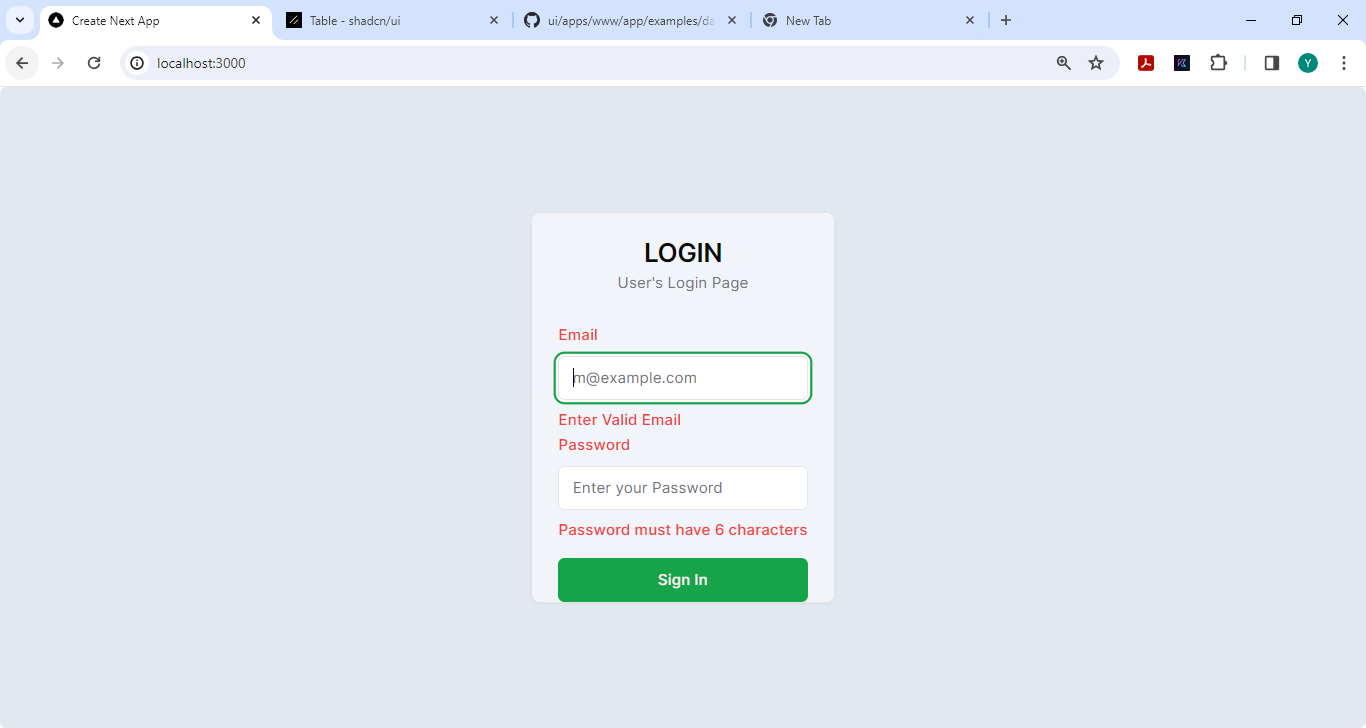 Create Next App
Table - shadcn/ui
ui/apps/www/app/examples/da
New Tab
localhost:3000
Y
LOGIN
User's Login Page
Email
m@example.com
Enter Valid Email
Password
Enter your Password
Password must have 6 characters
Sign In